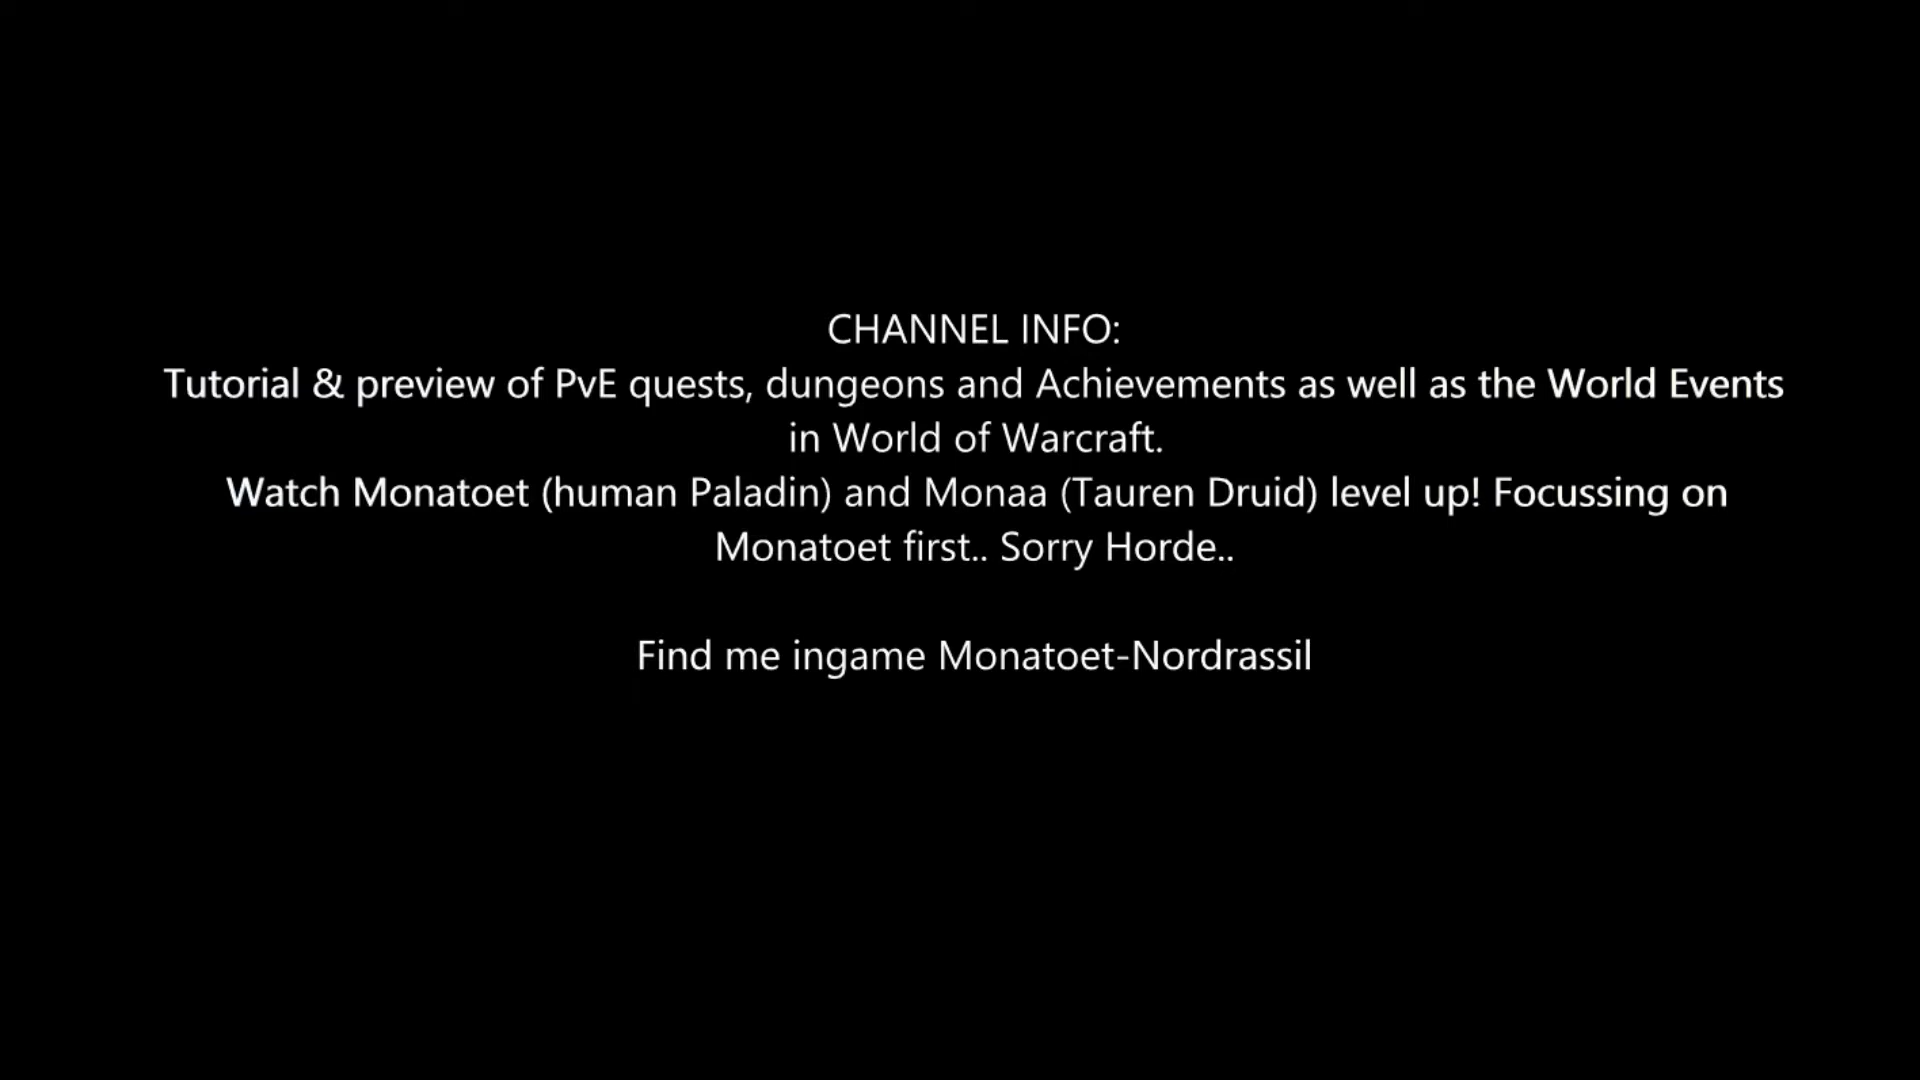 CHANNEL INFO:
Tutorial & preview of PvE quests, dungeons and Achievements as well as the World Events
in World of Warcraft.
Watch Monatoet (human Paladin) and Monaa (Tauren Druid) level up! Focussing on
Monatoet first.. Sorry Horde..
Find me ingame Monatoet-Nordrassil